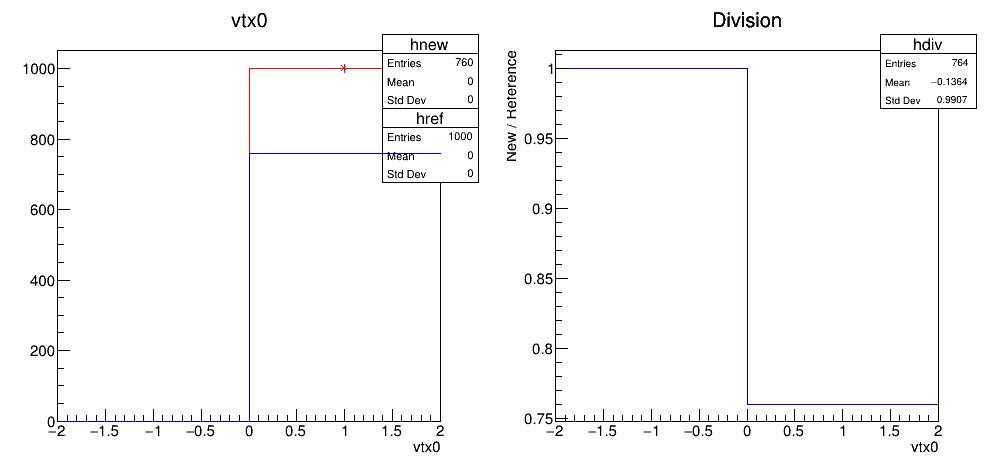 vtx0
hnew
Entries 760
Mean 0
Std Dev 0
href
Entries 1000
Mean 0
Std Dev 0
1000
800
600
400
200
0
−2 −1.5 −1 −0.5 0 0.5 1 1.5 2
vtx0
Division
hdiv
Entries 764
Mean −0.1364
Std Dev 0.9907
New / Reference
1
0.95
0.9
0.85
0.8
0.75
−2 −1.5 −1 −0.5 0 0.5 1 1.5 2
vtx0